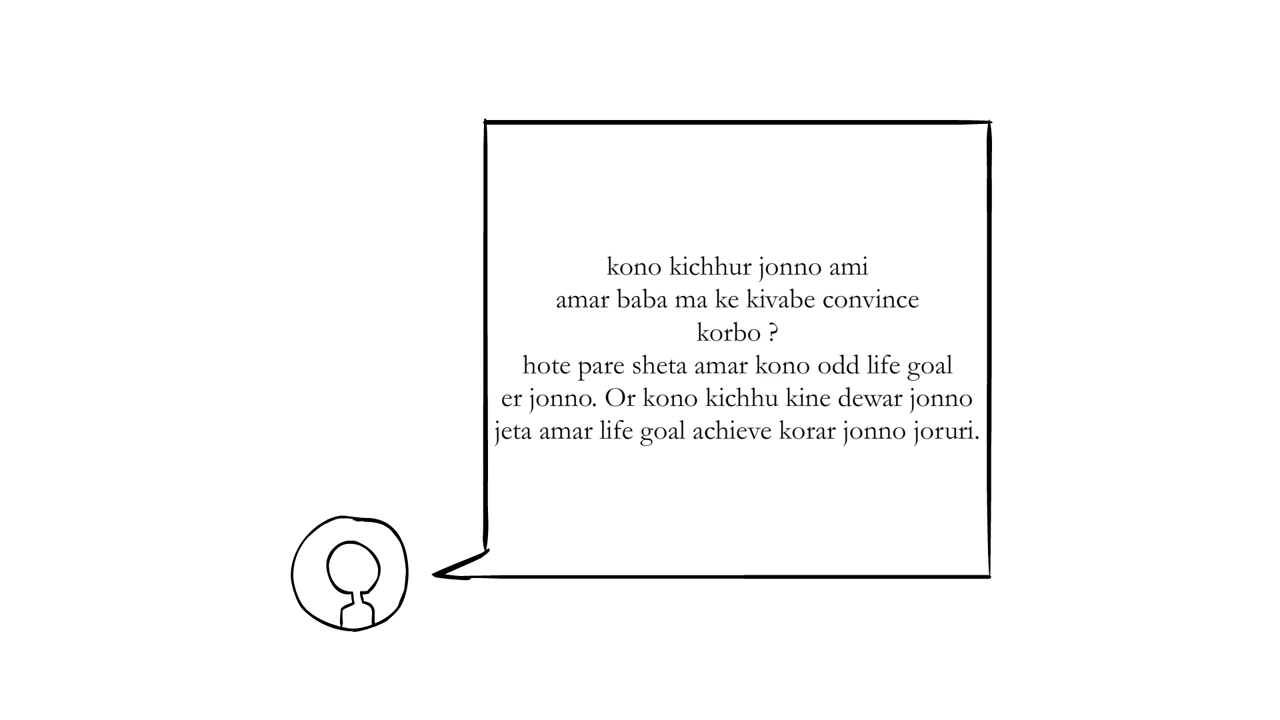 kono kichhur jonno ami
amar baba ma ke kivabe convince
korbo ?
hote pare sheta amar kono odd life goal
er jonno. Or kono kichhu kine dewar jonno
jeta amar life goal achieve korar jonno joruri.